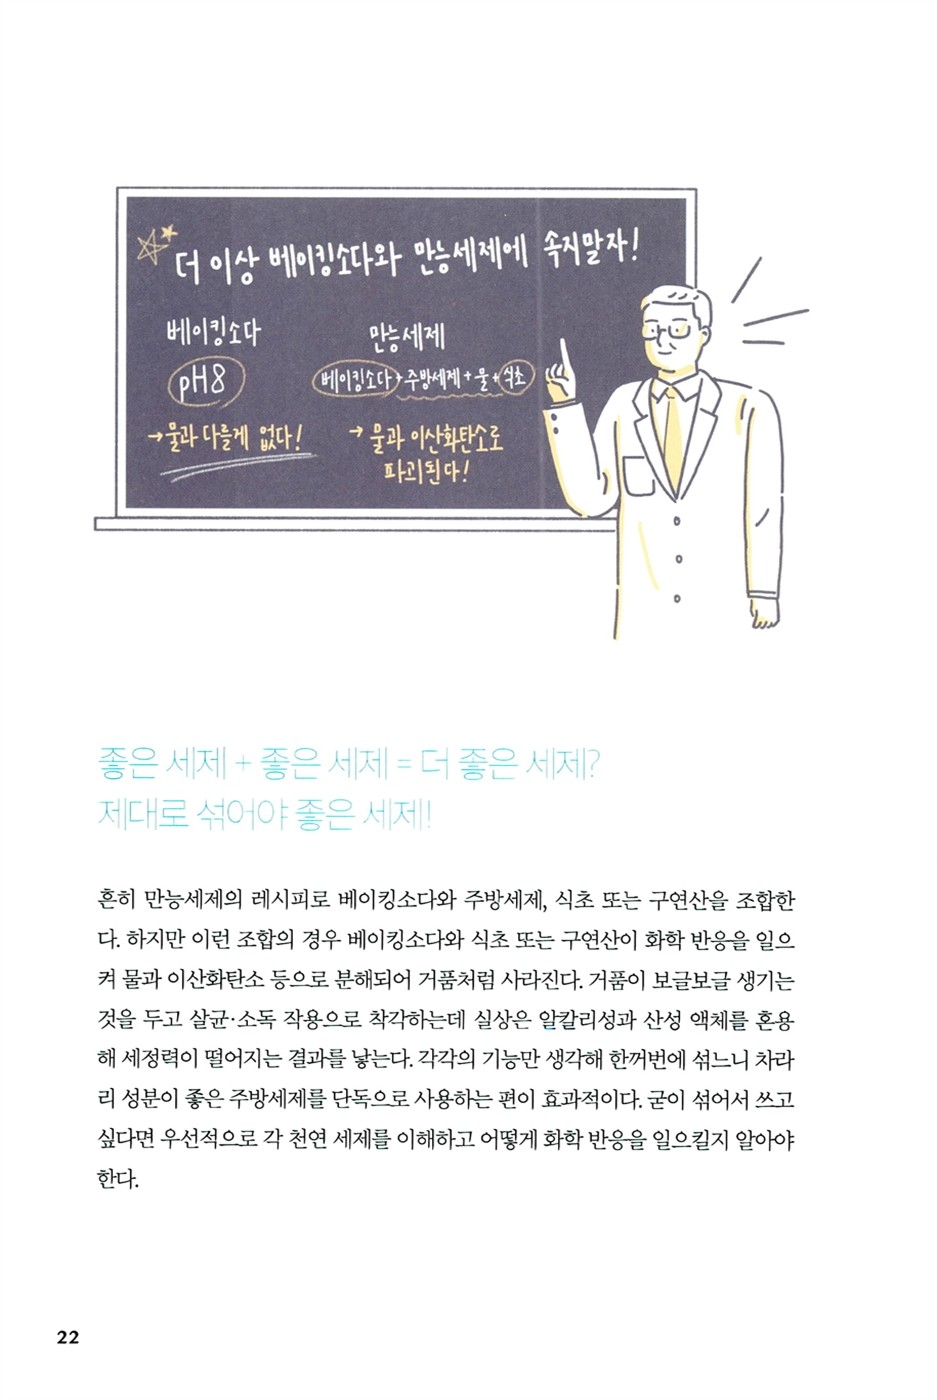 더 이상 베이킹소다와 만능세제에 속지말자!
베이킹소다
pH8
→물과 다를게 없다!
만능세제
베이킹소다+주방세제+물+식초
→ 물과 이산화탄소로
파괴된다!
좋은 세제 + 좋은 세제 = 더 좋은 세제?
제대로 섞어야 좋은 세제!
흔히 만능세제의 레시피로 베이킹소다와 주방세제, 식초 또는 구연산을 조합한
다. 하지만 이런 조합의 경우 베이킹소다와 식초 또는 구연산이 화학 반응을 일으
켜 물과 이산화탄소 등으로 분해되어 거품처럼 사라진다. 거품이 보글보글 생기는
것을 두고 살균·소독 작용으로 착각하는데 실상은 알칼리성과 산성 액체를 혼용
해 세정력이 떨어지는 결과를 낳는다. 각각의 기능만 생각해 한꺼번에 섞느니 차라
리 성분이 좋은 주방세제를 단독으로 사용하는 편이 효과적이다. 굳이 섞어서 쓰고
싶다면 우선적으로 각 천연 세제를 이해하고 어떻게 화학 반응을 일으킬지 알아야
한다.
22